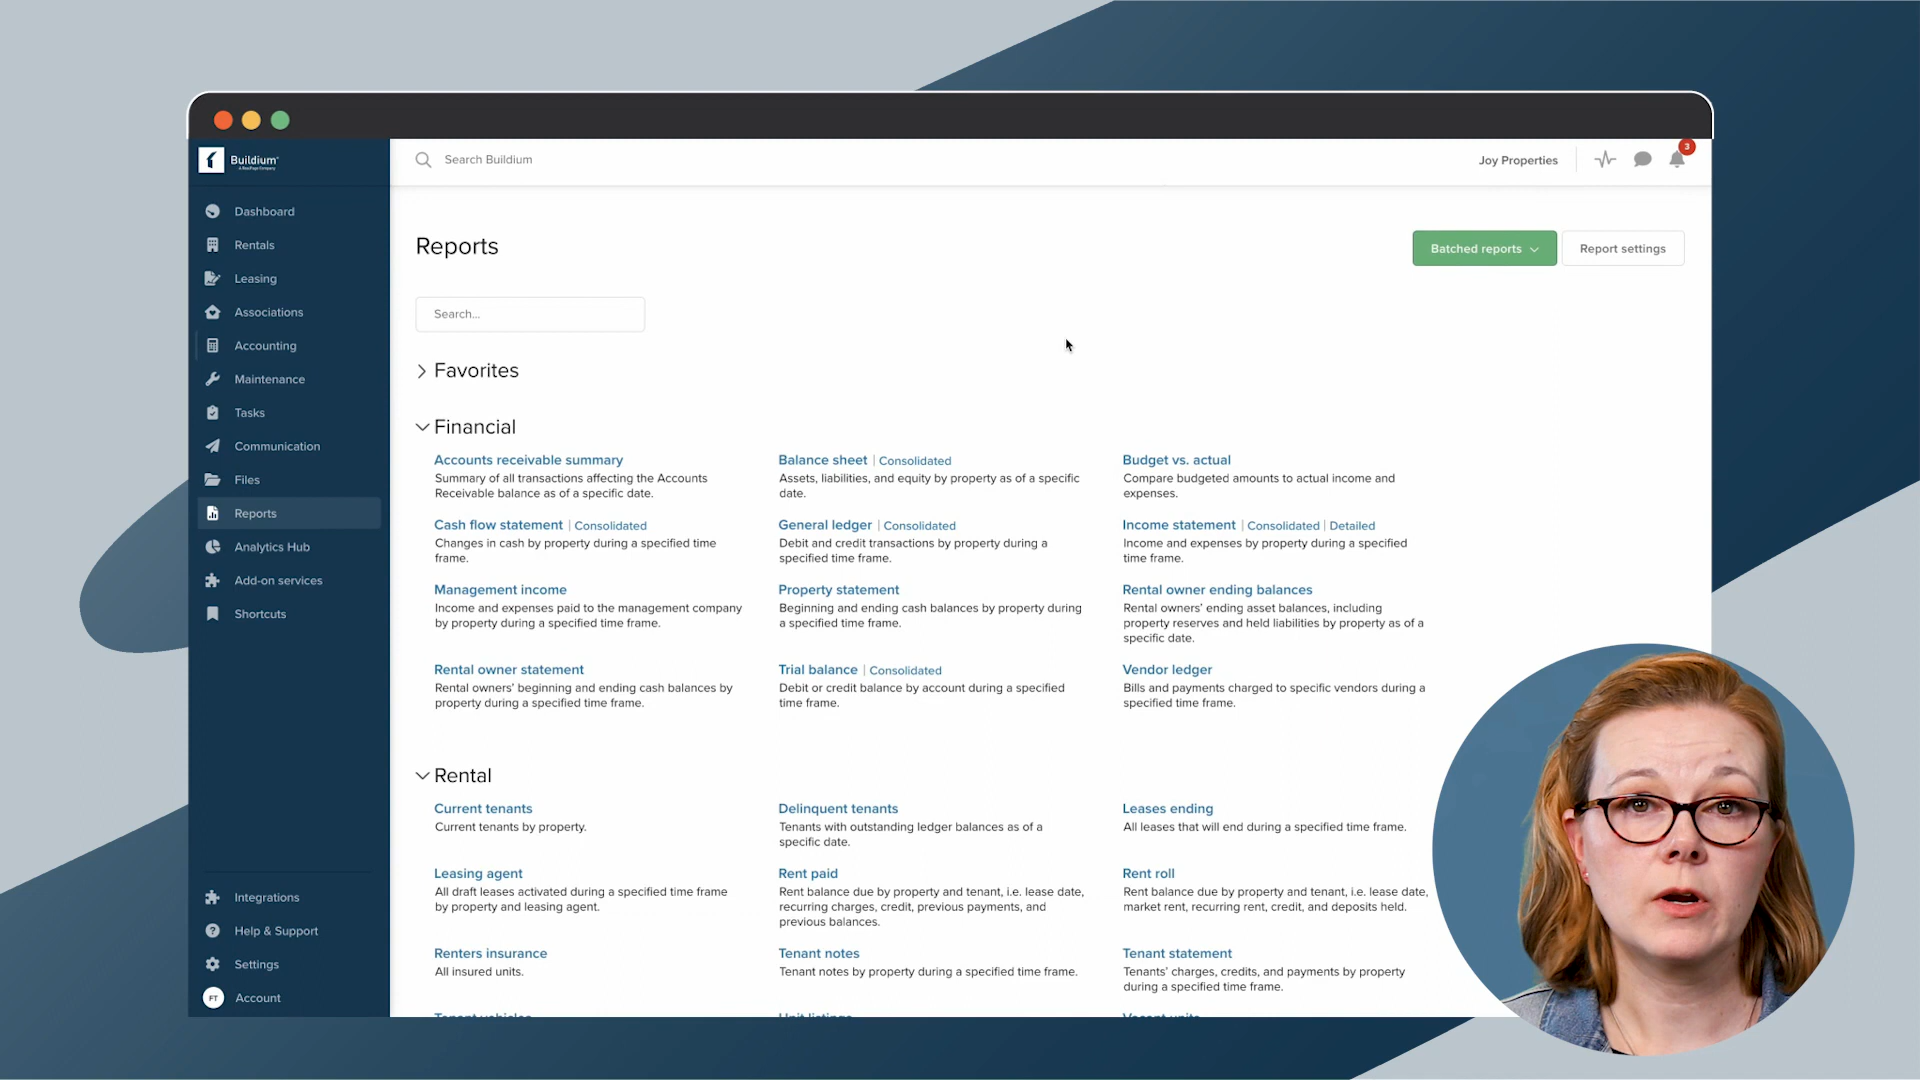 Buildium
Search Buildium
Joy Properties
3
Dashboard
Rentals
Leasing
Associations
Accounting
Maintenance
Tasks
Communication
Files
Reports
Analytics Hub
Add-on services
Shortcuts
Integrations
Help & Support
Settings
FT Account
Reports
Batched reports
Report settings
Search...
Favorites
Financial
Accounts receivable summary
Summary of all transactions affecting the Accounts
Receivable balance as of a specific date.
Balance sheet | Consolidated
Assets, liabilities, and equity by property as of a specific
date.
Budget vs. actual
Compare budgeted amounts to actual income and
expenses.
Cash flow statement | Consolidated
Changes in cash by property during a specified time
frame.
General ledger | Consolidated
Debit and credit transactions by property during a
specified time frame.
Income statement | Consolidated | Detailed
Income and expenses by property during a specified
time frame.
Management income
Income and expenses paid to the management company
by property during a specified time frame.
Property statement
Beginning and ending cash balances by property during
a specified time frame.
Rental owner ending balances
Rental owners' ending asset balances, including
property reserves and held liabilities by property as of a
specific date.
Rental owner statement
Rental owners' beginning and ending cash balances by
property during a specified time frame.
Trial balance | Consolidated
Debit or credit balance by account during a specified
time frame.
Vendor ledger
Bills and payments charged to specific vendors during a
specified time frame.
Rental
Current tenants
Current tenants by property.
Delinquent tenants
Tenants with outstanding ledger balances as of a
specific date.
Leases ending
All leases that will end during a specified time frame.
Leasing agent
All draft leases activated during a specified time frame
by property and leasing agent.
Rent paid
Rent balance due by property and tenant, i.e. lease date,
recurring charges, credit, previous payments, and
previous balances.
Rent roll
Rent balance due by property and tenant, i.e. lease date,
market rent, recurring rent, credit, and deposits held.
Renters insurance
All insured units.
Tenant notes
Tenant notes by property during a specified time frame.
Tenant statement
Tenants' charges, credits, and payments by property
during a specified time frame.
Tenant vehicles
Unit listings
Vacant units